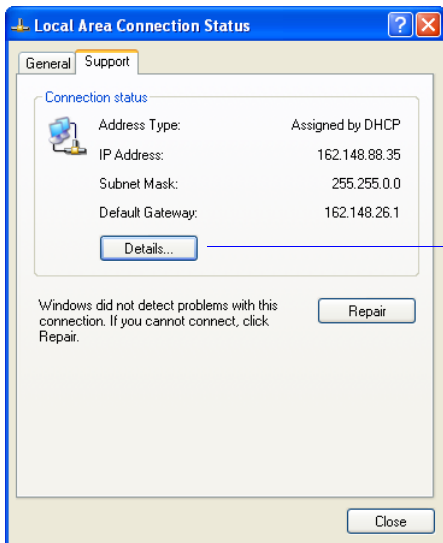 Local Area Connection Status
General Support
Connection status
Address Type: Assigned by DHCP
IP Address: 162.148.88.35
Subnet Mask: 255.255.0.0
Default Gateway: 162.148.26.1
Details...
Windows did not detect problems with this
connection. If you cannot connect, click
Repair.
Repair
Close